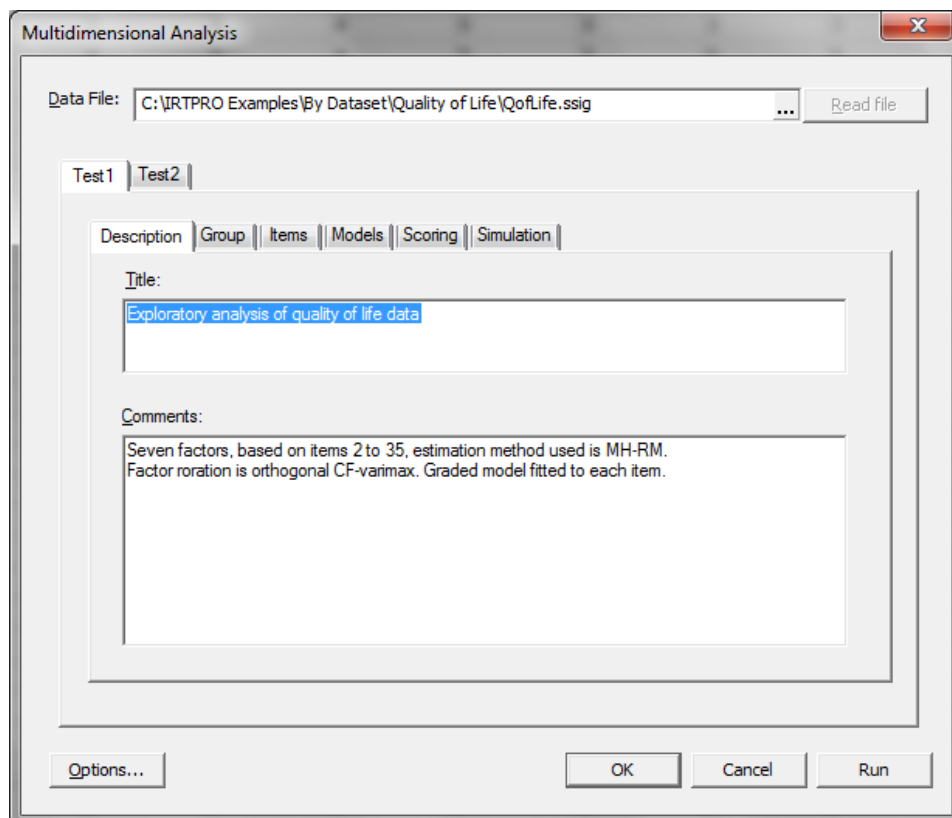 Multidimensional Analysis
Data File: C:\IRTPRO Examples\By Dataset\Quality of Life\QofLife.ssig ... Read file
Test1 Test2
Description Group Items Models Scoring Simulation
Title:
Exploratory analysis of quality of life data
Comments:
Seven factors, based on items 2 to 35, estimation method used is MH-RM.
Factor roration is orthogonal CF-varimax. Graded model fitted to each item.
Options... OK Cancel Run